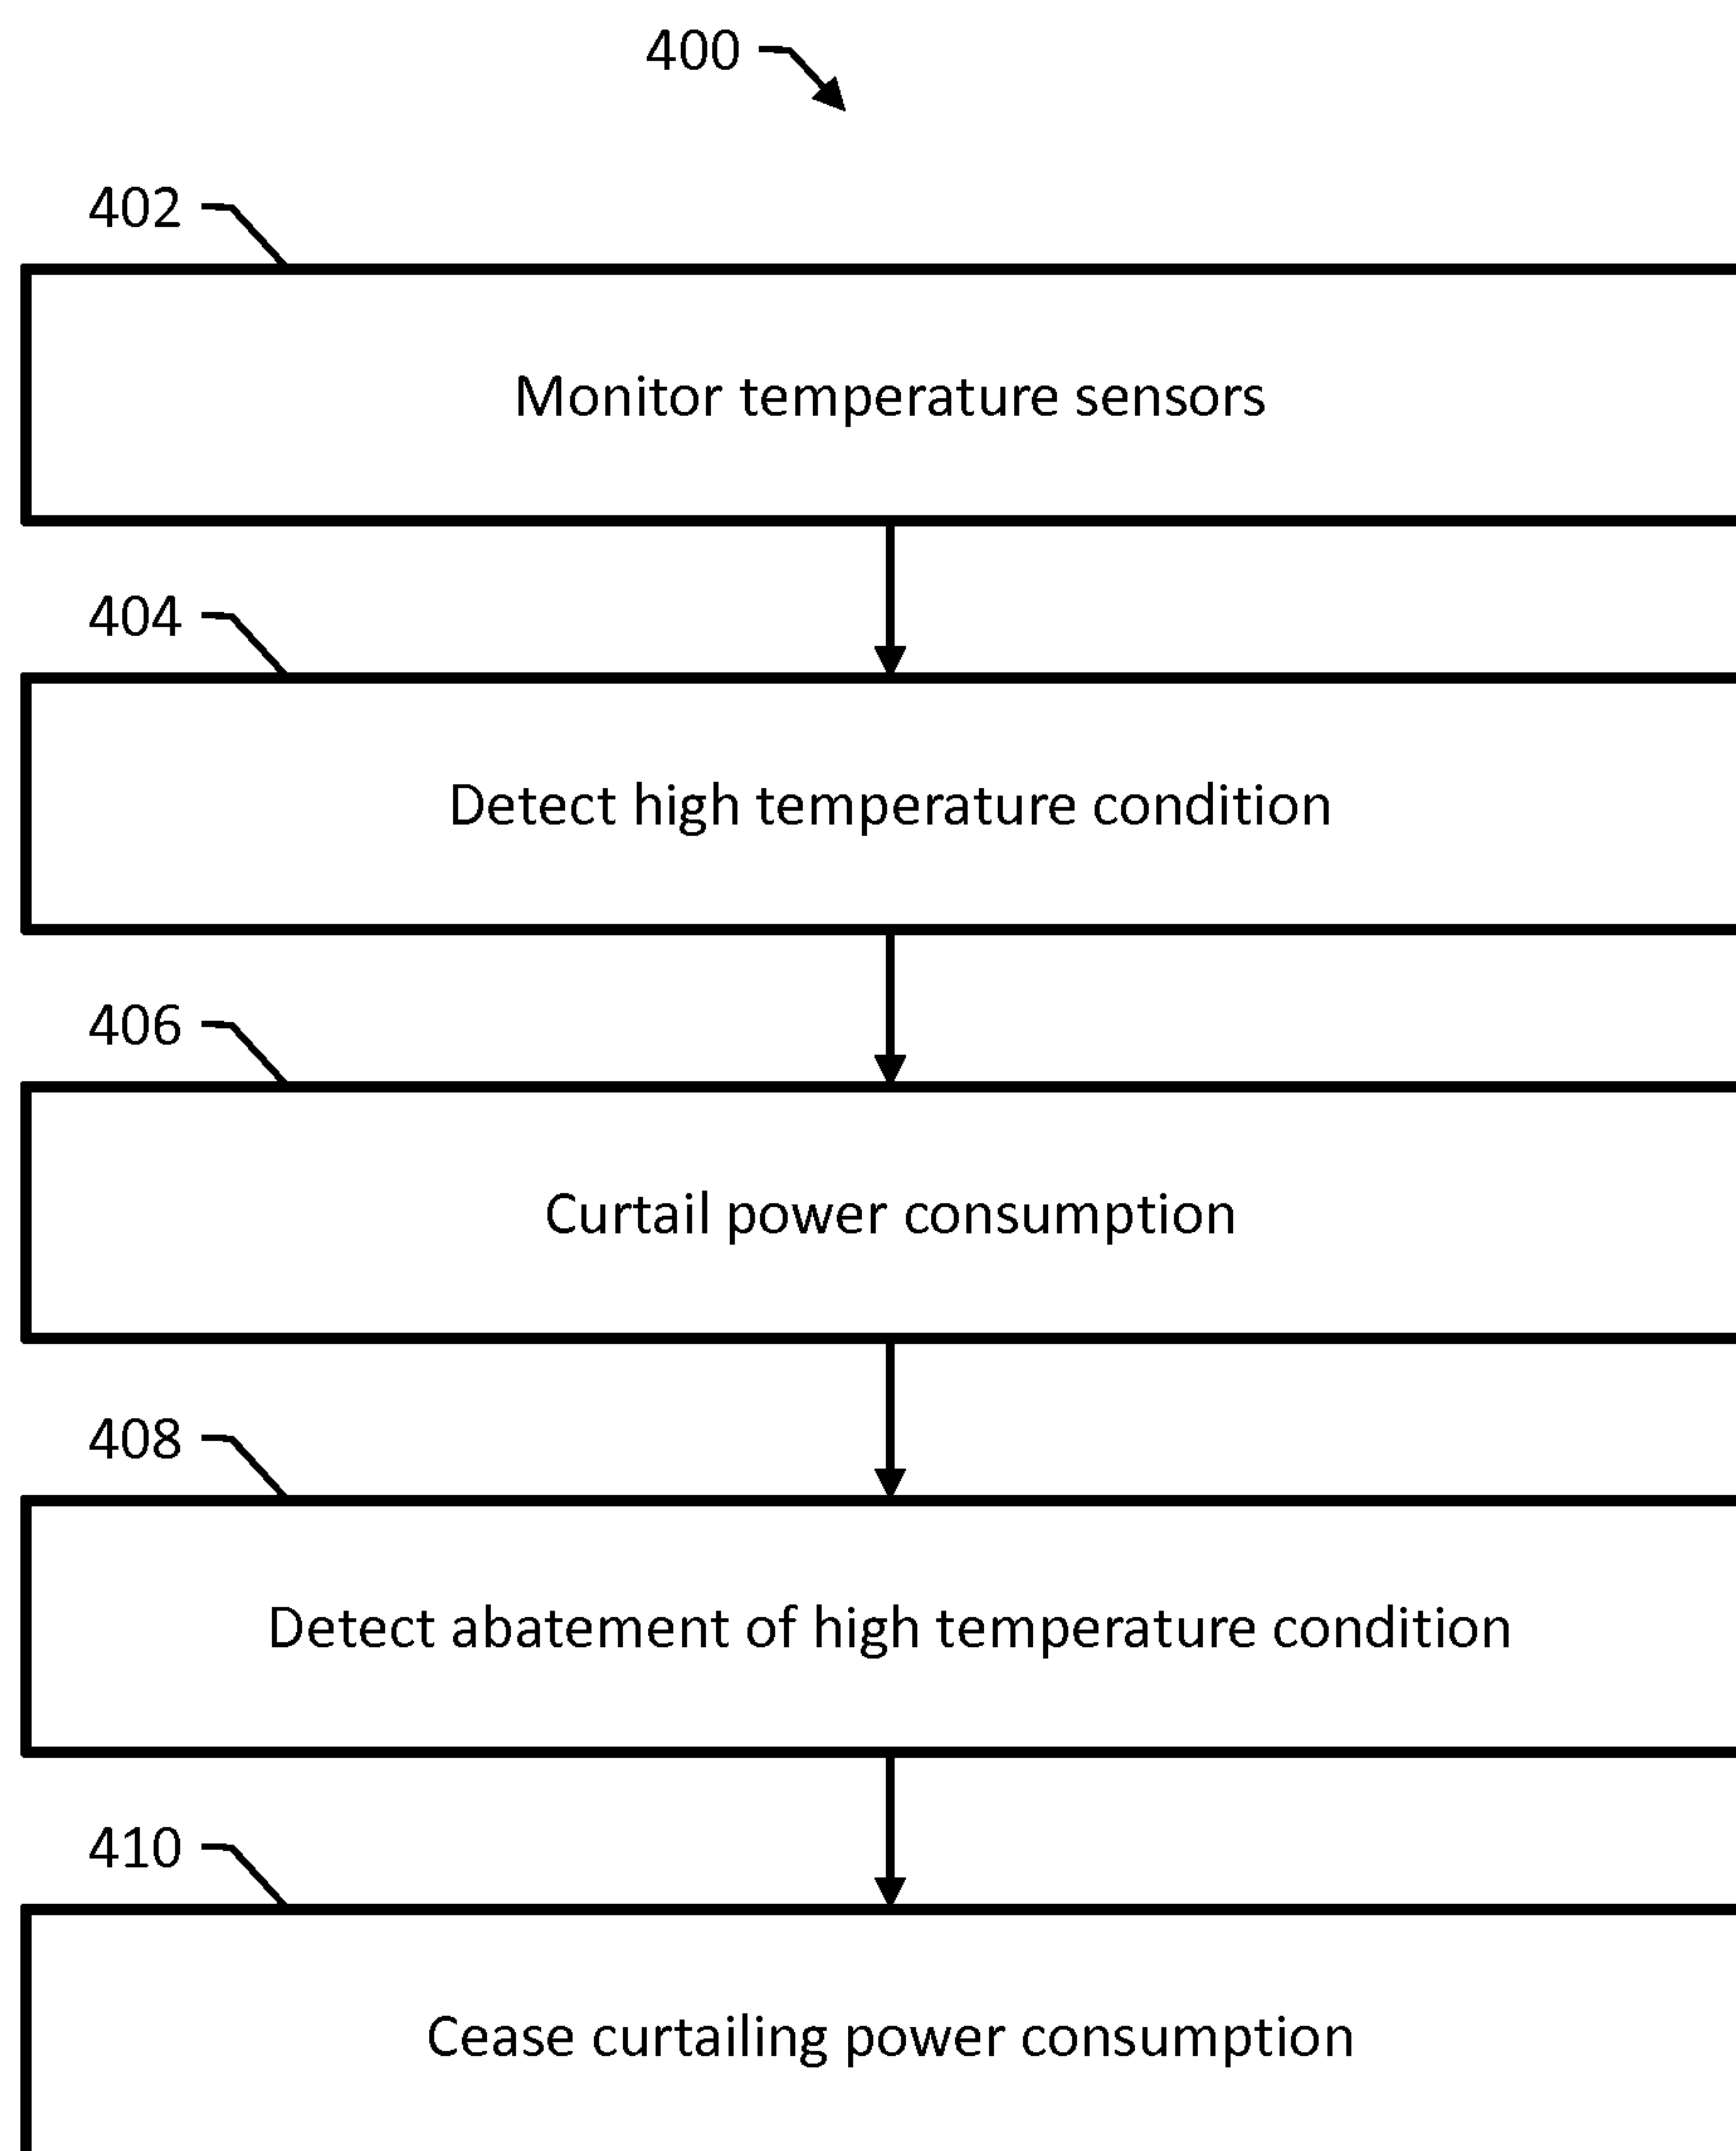 400
402
Monitor temperature sensors
404
Detect high temperature condition
406
Curtail power consumption
408
Detect abatement of high temperature condition
410
Cease curtailing power consumption